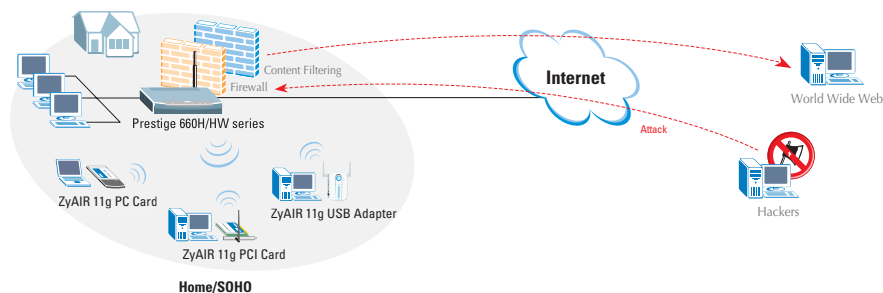 Content Filtering
Firewall
Internet
World Wide Web
Prestige 660H/HW series
Attack
ZyAIR 11g PC Card
ZyAIR 11g USB Adapter
Hackers
ZyAIR 11g PCI Card
Home/SOHO